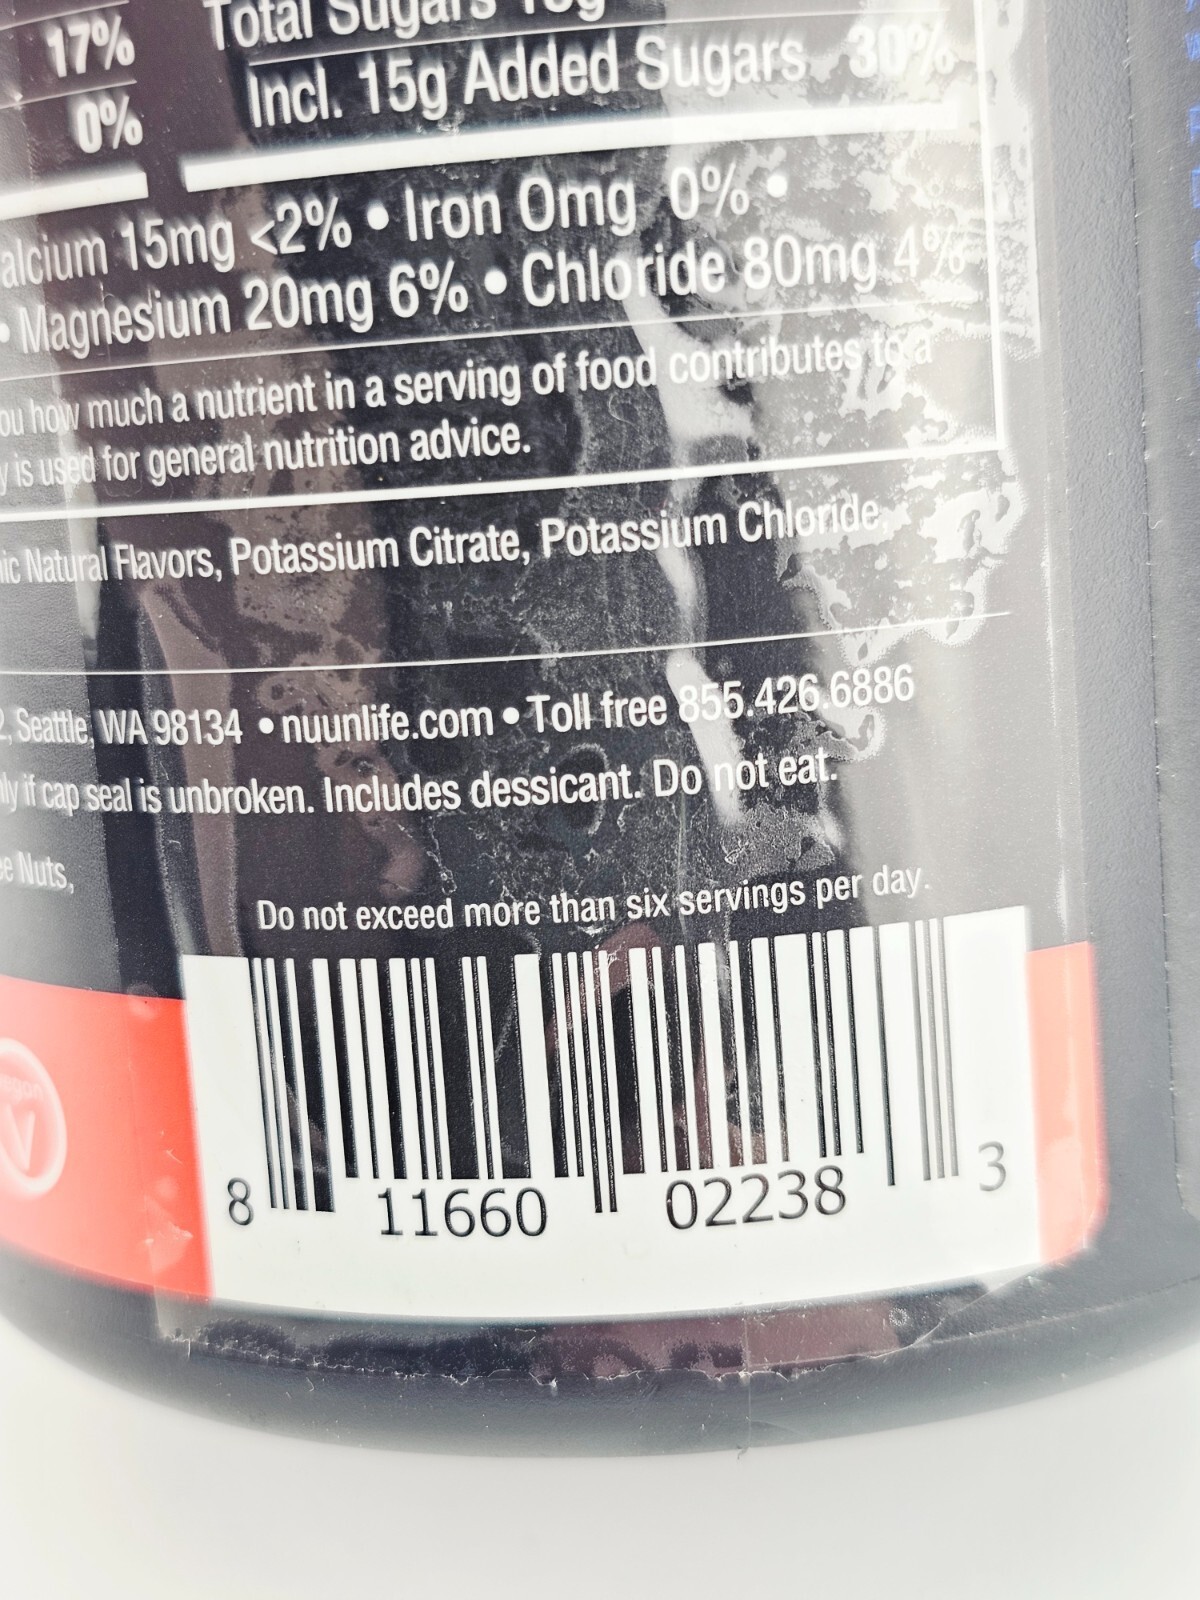 17%
Total Sugars
0%
Incl. 15g Added Sugars 30%
alcium 15mg <2% • Iron 0mg 0% •
• Magnesium 20mg 6% • Chloride 80mg 4%
ou how much a nutrient in a serving of food contributes to a
y is used for general nutrition advice.
ic Natural Flavors, Potassium Citrate, Potassium Chloride,
2, Seattle, WA 98134 • nuunlife.com • Toll free 855.426.6886
ly if cap seal is unbroken. Includes dessicant. Do not eat.
ee Nuts,
Do not exceed more than six servings per day.
vegan
V
8 11660 02238 3